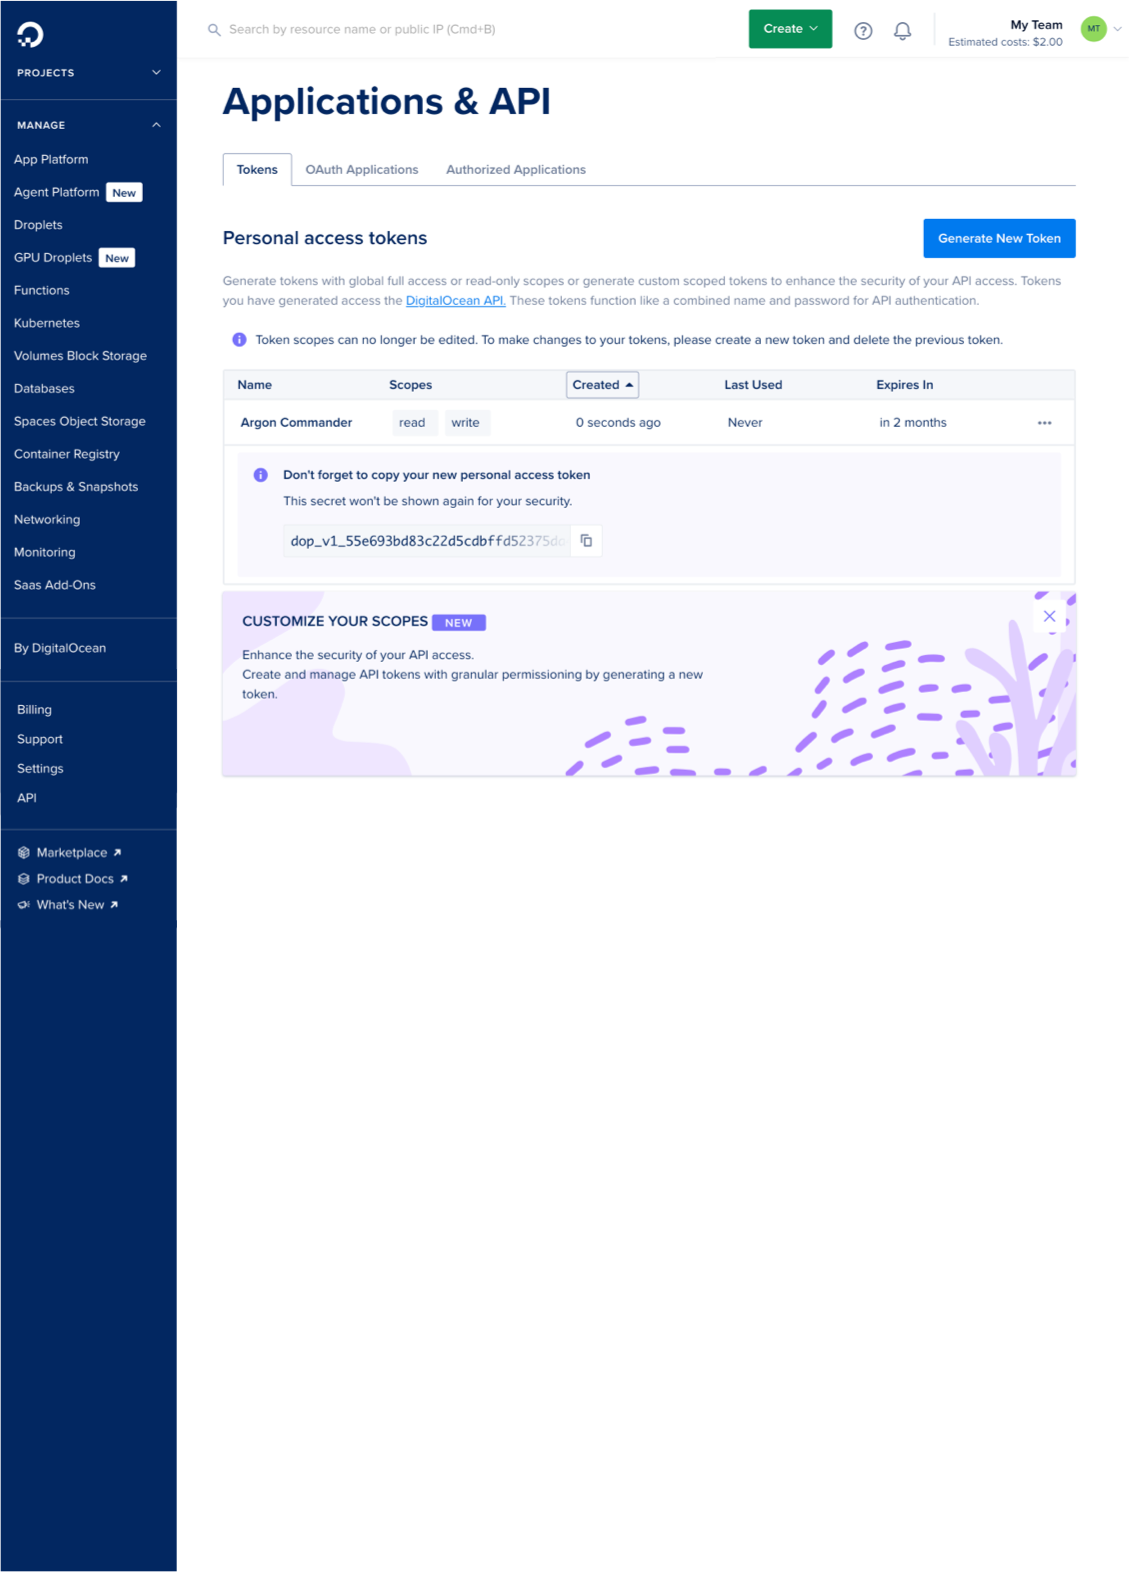 Search by resource name or public IP (Cmd+B)
Create
My Team
Estimated costs: $2.00
MT
PROJECTS
MANAGE
App Platform
Agent Platform New
Droplets
GPU Droplets New
Functions
Kubernetes
Volumes Block Storage
Databases
Spaces Object Storage
Container Registry
Backups & Snapshots
Networking
Monitoring
Saas Add-Ons
By DigitalOcean
Billing
Support
Settings
API
Marketplace
Product Docs
What's New
Applications & API
Tokens OAuth Applications Authorized Applications
Personal access tokens
Generate New Token
Generate tokens with global full access or read-only scopes or generate custom scoped tokens to enhance the security of your API access. Tokens
you have generated access the DigitalOcean API. These tokens function like a combined name and password for API authentication.
Token scopes can no longer be edited. To make changes to your tokens, please create a new token and delete the previous token.
Name Scopes Created Last Used Expires In
Argon Commander read write 0 seconds ago Never in 2 months
Don't forget to copy your new personal access token
This secret won't be shown again for your security.
dop_v1_55e693bd83c22d5cdbffd52375d
CUSTOMIZE YOUR SCOPES NEW
Enhance the security of your API access.
Create and manage API tokens with granular permissioning by generating a new
token.